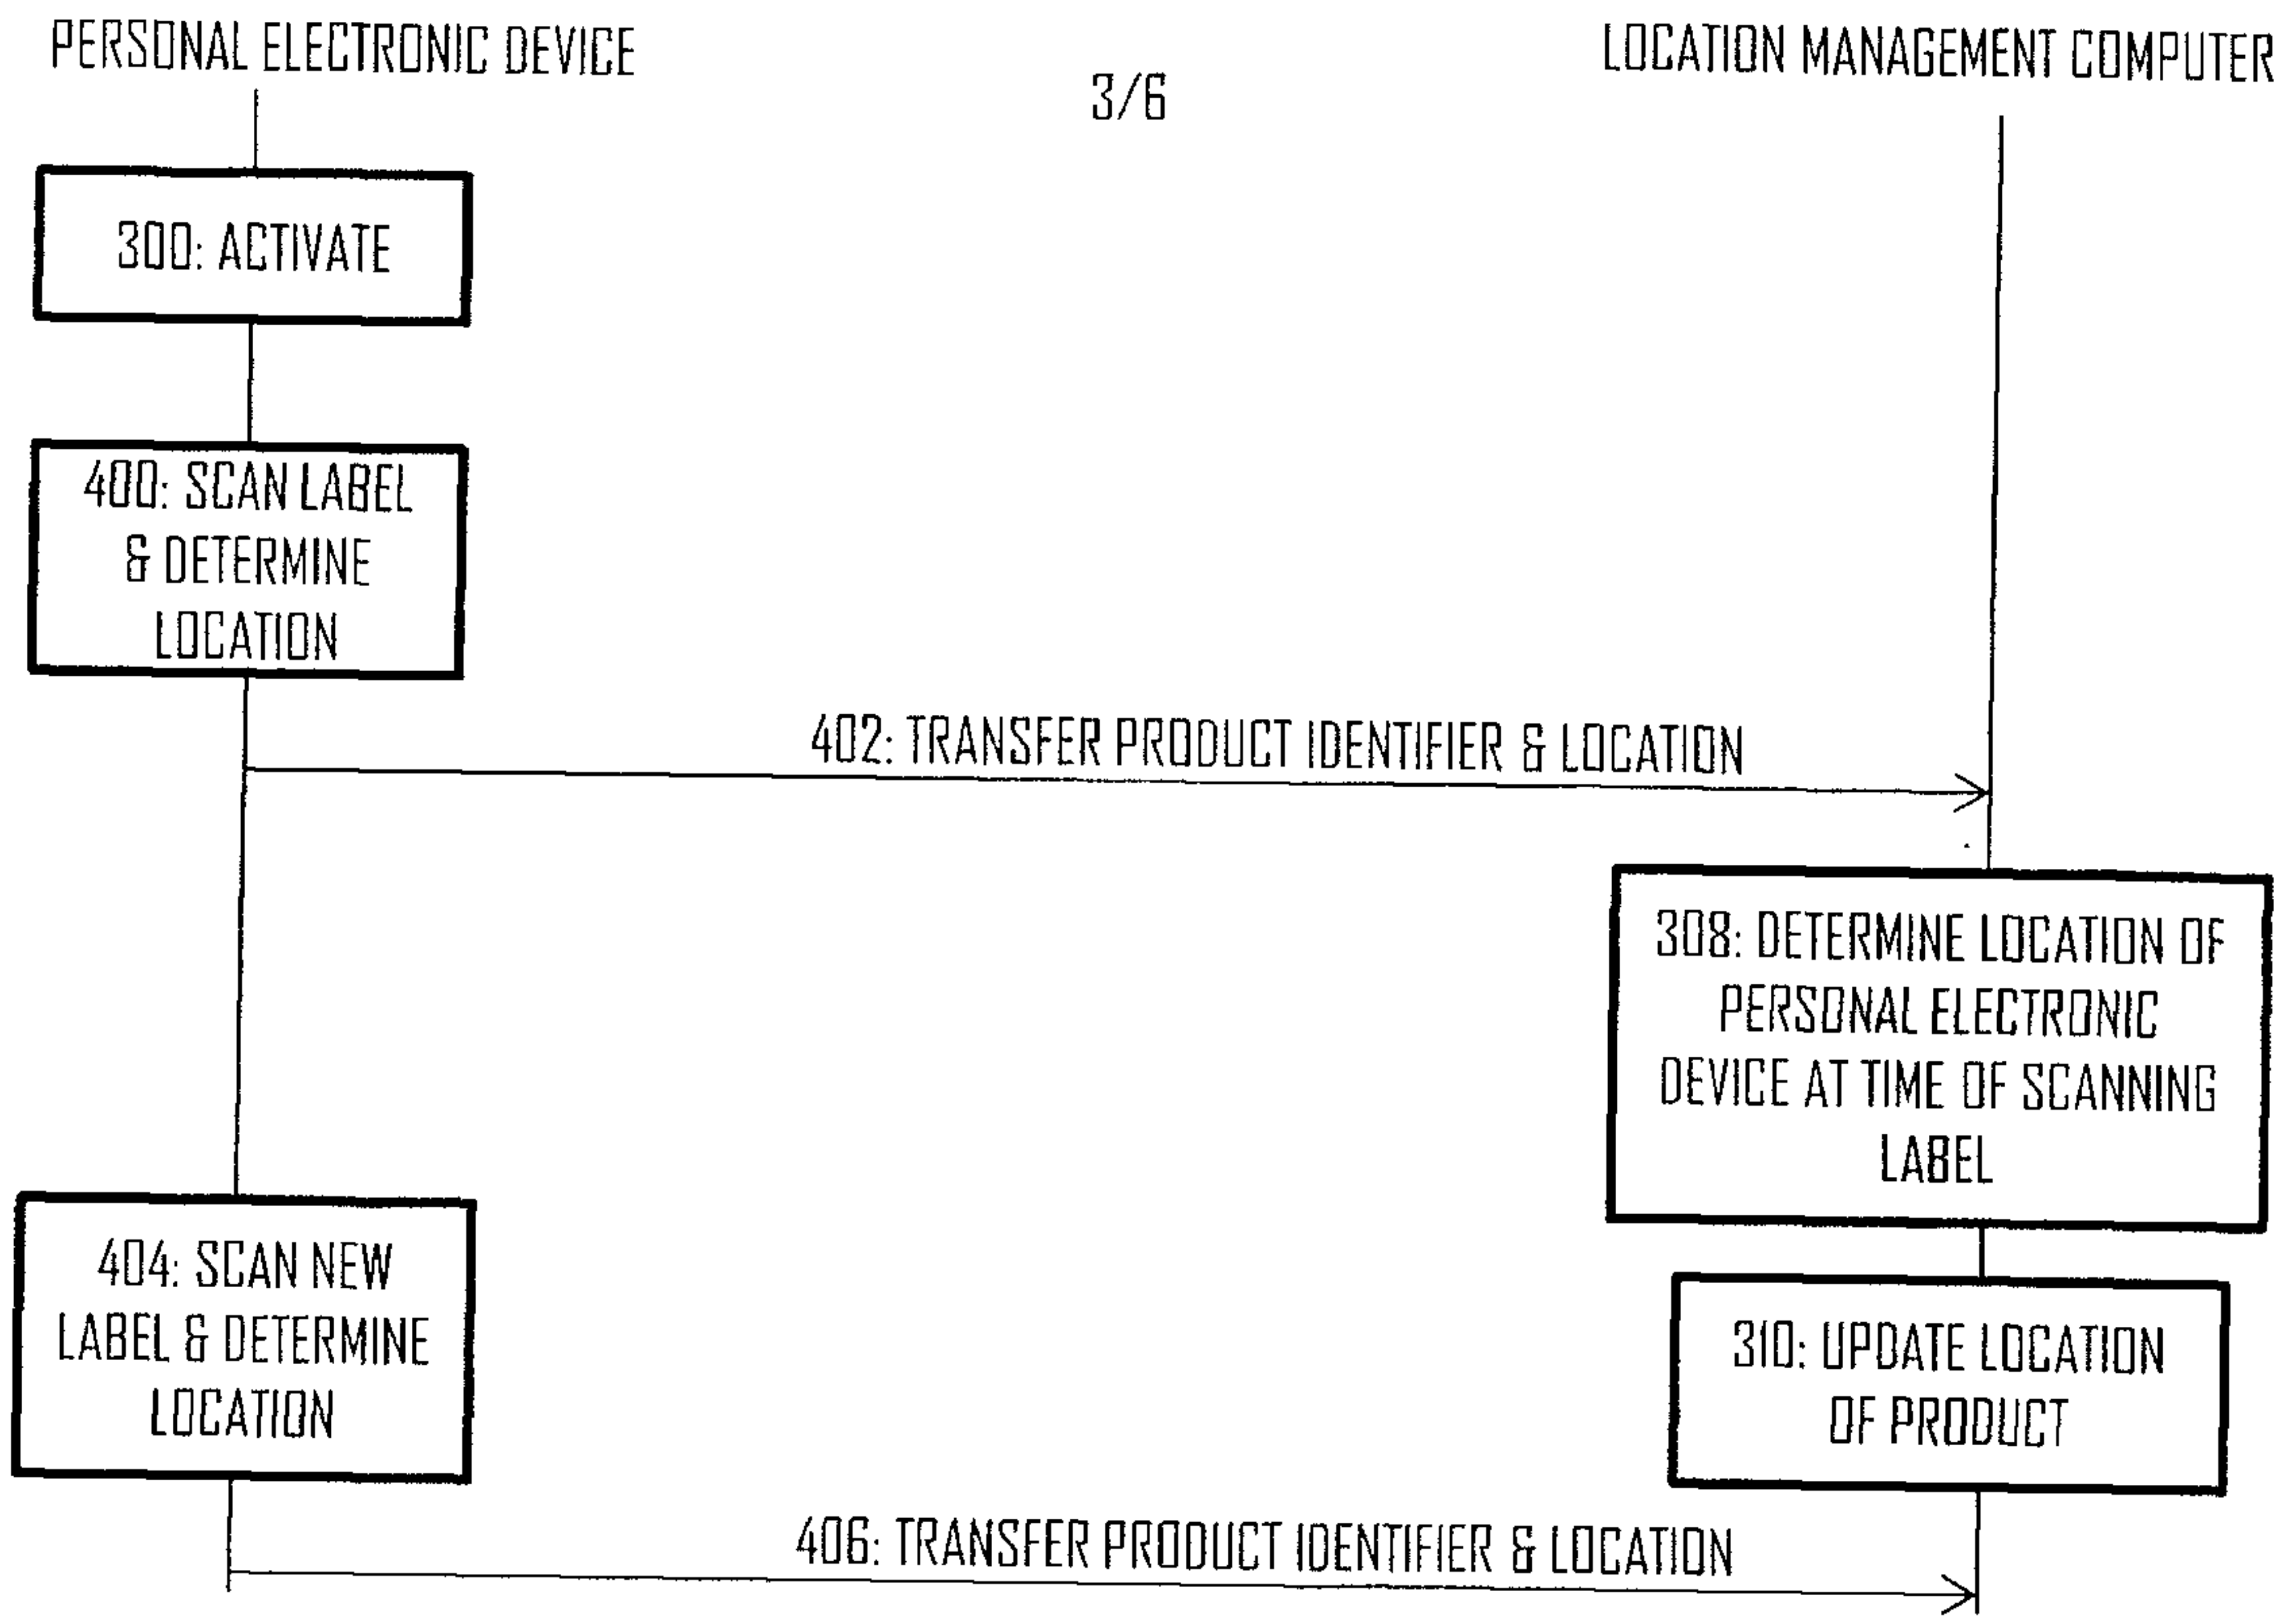 PERSONAL ELECTRONIC DEVICE
3/6
LOCATION MANAGEMENT COMPUTER
300: ACTIVATE
400: SCAN LABEL
& DETERMINE
LOCATION
402: TRANSFER PRODUCT IDENTIFIER & LOCATION
308: DETERMINE LOCATION OF
PERSONAL ELECTRONIC
DEVICE AT TIME OF SCANNING
LABEL
404: SCAN NEW
LABEL & DETERMINE
LOCATION
310: UPDATE LOCATION
OF PRODUCT
406: TRANSFER PRODUCT IDENTIFIER & LOCATION